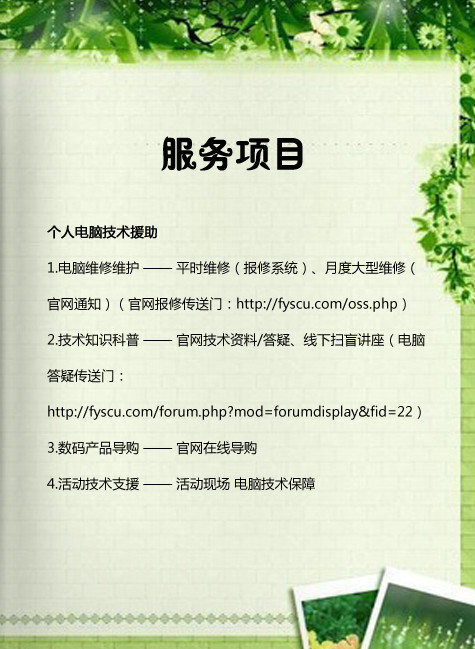 服务项目
个人电脑技术援助
1.电脑维修维护 —— 平时维修（报修系统）、月度大型维修（
官网通知）（官网报修传送门：http://fyscu.com/oss.php）
2.技术知识科普 —— 官网技术资料/答疑、线下扫盲讲座（电脑
答疑传送门：
http://fyscu.com/forum.php?mod=forumdisplay&fid=22）
3.数码产品导购 —— 官网在线导购
4.活动技术支援 —— 活动现场 电脑技术保障